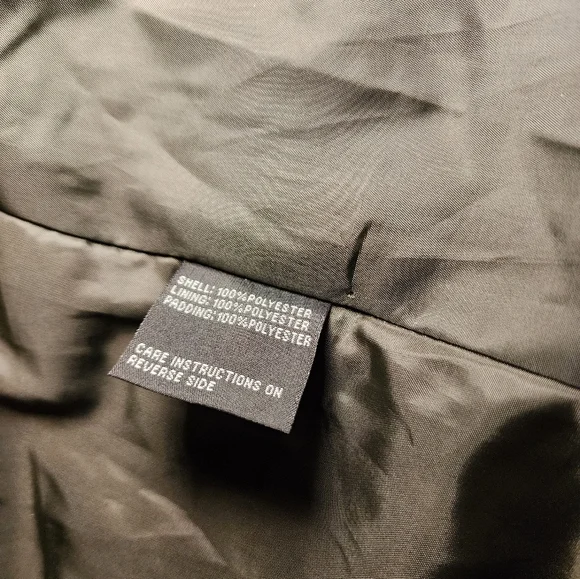 SHELL: 100%POLYESTER
LINING: 100%POLYESTER
PADDING: 100%POLYESTER
CARE INSTRUCTIONS ON
REVERSE SIDE